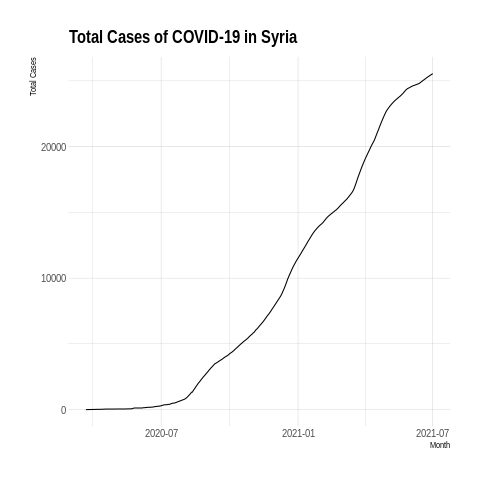 Total Cases of COVID-19 in Syria
Total Cases
20000
10000
0
2020-07
2021-01
2021-07
Month